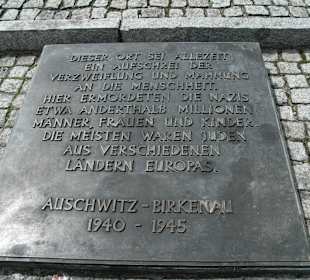 DIESER ORT SEI ALLEZEIT
EIN AUFSCHREI DER
VERZWEIFLUNG UND MAHNUNG
AN DIE MENSCHHEIT.
HIER ERMORDETEN DIE NAZIS
ETWA ANDERTHALB MILLIONEN
MÄNNER, FRAUEN UND KINDER.
DIE MEISTEN WAREN JUDEN
AUS VERSCHIEDENEN
LÄNDERN EUROPAS.
AUSCHWITZ-BIRKENAU
1940 - 1945